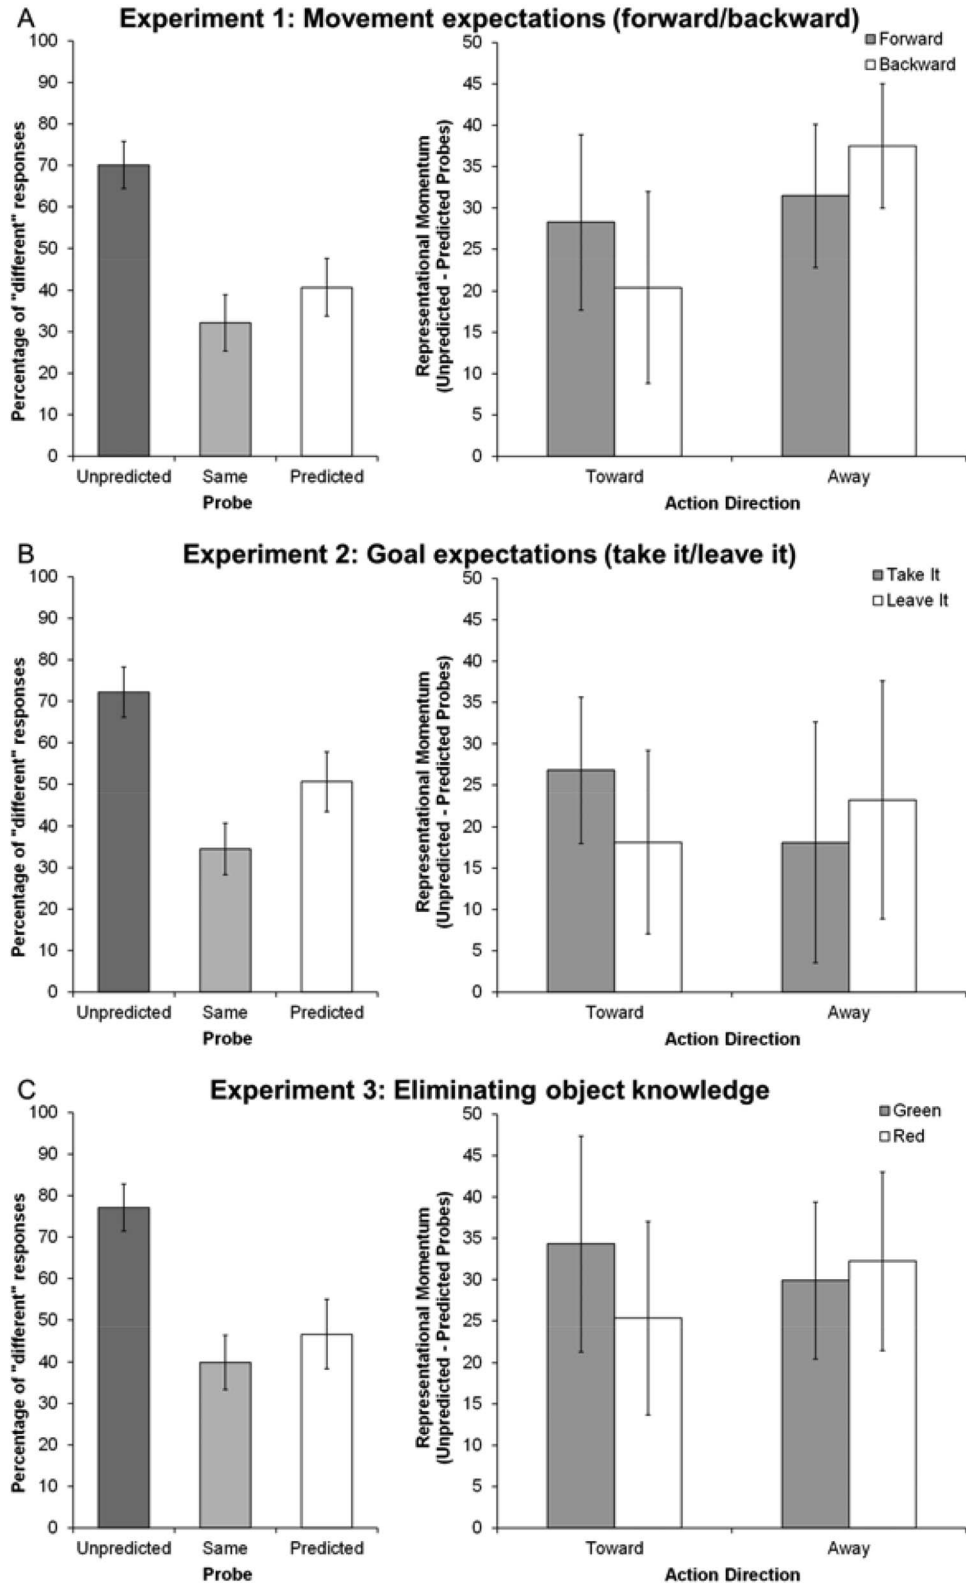 A
Experiment 1: Movement expectations (forward/backward)
Percentage of "different" responses
100
90
80
70
60
50
40
30
20
10
0
Unpredicted Same Predicted
Probe
Representational Momentum
(Unpredicted - Predicted Probes)
50
45
40
35
30
25
20
15
10
5
0
Forward
Backward
Toward Away
Action Direction
B
Experiment 2: Goal expectations (take it/leave it)
Percentage of "different" responses
100
90
80
70
60
50
40
30
20
10
0
Unpredicted Same Predicted
Probe
Representational Momentum
(Unpredicted - Predicted Probes)
50
45
40
35
30
25
20
15
10
5
0
Take It
Leave It
Toward Away
Action Direction
C
Experiment 3: Eliminating object knowledge
Percentage of "different" responses
100
90
80
70
60
50
40
30
20
10
0
Unpredicted Same Predicted
Probe
Representational Momentum
(Unpredicted - Predicted Probes)
50
45
40
35
30
25
20
15
10
5
0
Green
Red
Toward Away
Action Direction